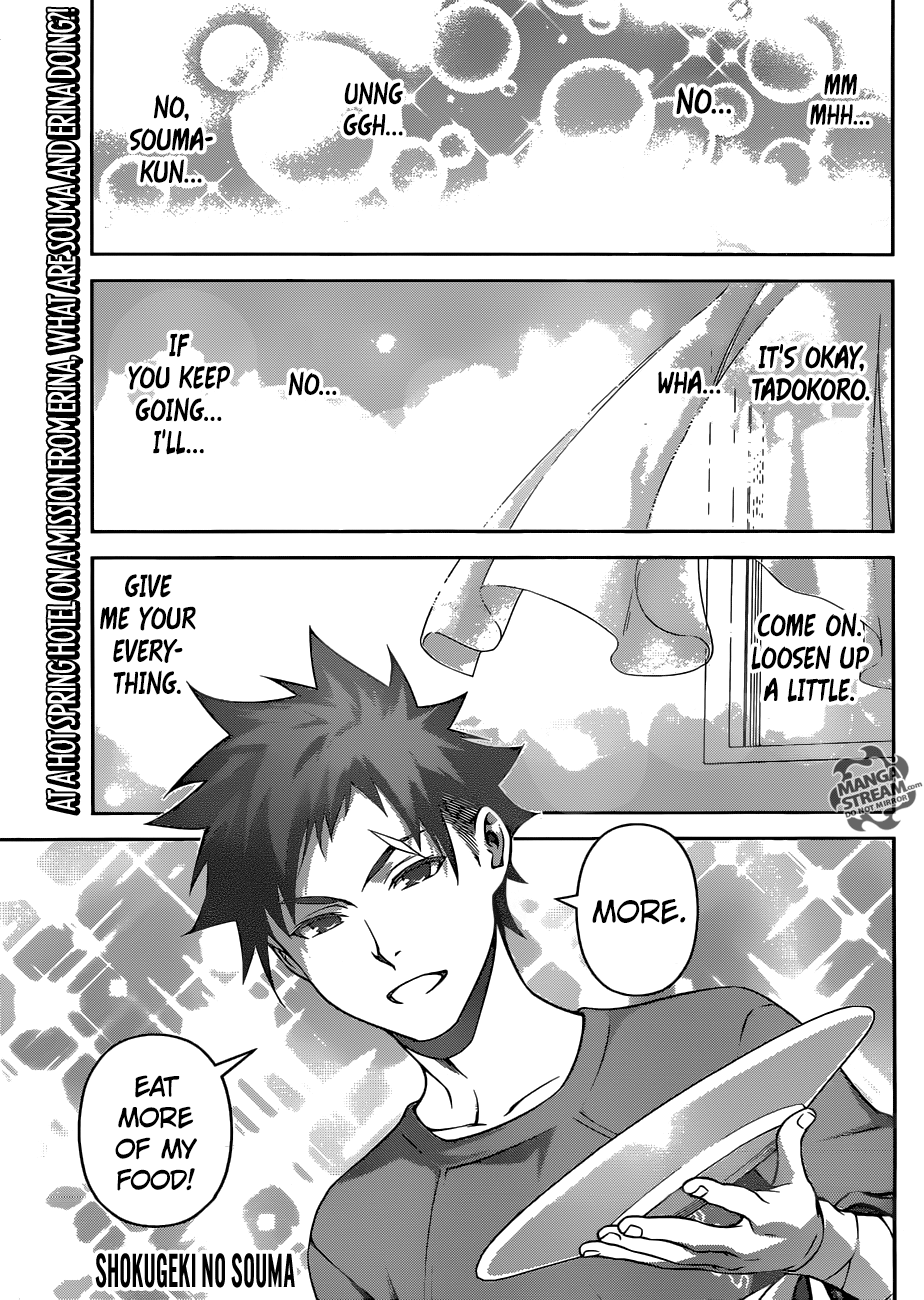 AT A HOT SPRING HOTEL ON A MISSION FROM ERINA, WHAT ARE SOUMA AND ERINA DOING?!
MM
MHH...
NO...
UNNG
GGH...
NO,
SOUMA-
KUN...
IT'S OKAY,
TADOKORO.
WHA...
NO...
IF
YOU KEEP
GOING...
I'LL...
COME ON.
LOOSEN UP
A LITTLE.
GIVE
ME YOUR
EVERY-
THING.
MANGA
STREAM.com
DO NOT MIRROR
MORE.
EAT
MORE
OF MY
FOOD!
SHOKUGEKI NO SOUMA